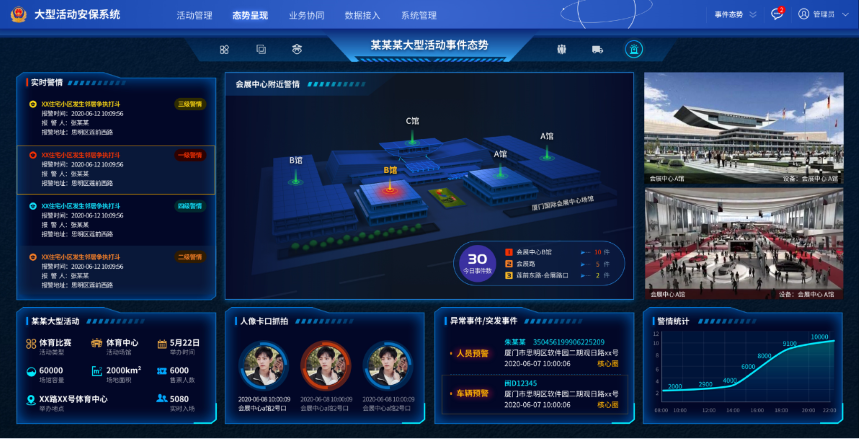 大型活动安保系统
活动管理
态势呈现
业务协同
数据接入
系统管理
事件态势
2
管理员
某某某大型活动事件态势
实时警情
XX住宅小区发生邻居争执打斗
三级警情
报警时间：2020-06-12 10:09:56
报 警 人：张某某
报警地址：思明区莲前西路
XX住宅小区发生邻居争执打斗
一级警情
报警时间：2020-06-12 10:09:56
报 警 人：张某某
报警地址：思明区莲前西路
XX住宅小区发生邻居争执打斗
四级警情
报警时间：2020-06-12 10:09:56
报 警 人：张某某
报警地址：思明区莲前西路
XX住宅小区发生邻居争执打斗
二级警情
报警时间：2020-06-12 10:09:56
报 警 人：张某某
报警地址：思明区莲前西路
会展中心附近警情
C馆
A馆
B馆
A馆
B馆
厦门国际会展中心场馆
30
今日事件数
1 会展中心B馆 10 件
2 会展路 5 件
3 莲前东路-会展路口 2 件
会展中心 A馆
设备：会展中心 A馆
会展中心 A馆
设备：会展中心 A馆
某某大型活动
体育比赛
活动类型
体育中心
活动场馆
5月22日
举办时间
60000
场馆容量
2000km²
场地面积
6000
售票人数
XX路XX号体育中心
举办地点
5080
实时入场
人像卡口抓拍
2020-06-08 10:00:09
会展中心a馆2号口
2020-06-08 10:00:09
会展中心a馆2号口
2020-06-08 10:00:09
会展中心a馆2号口
异常事件/突发事件
人员预警
朱某某 350456199906225209
厦门市思明区软件园二期观日路xx号
2020-06-07 10:00:06
核心圈
车辆预警
闽D12345
厦门市思明区软件园二期观日路xx号
2020-06-07 10:00:06
核心圈
警情统计
12
10
8
6
4
2
2000
2900
4000
6000
8000
9100
10000
08:00
10:00
12:00
14:00
16:00
18:00
20:00
22:00